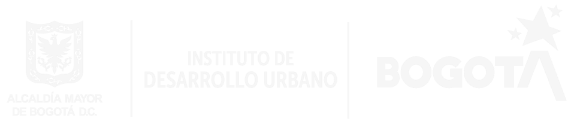 ALCALDÍA MAYOR
DE BOGOTÁ D.C.
INSTITUTO DE
DESARROLLO URBANO
BOGOTÁ